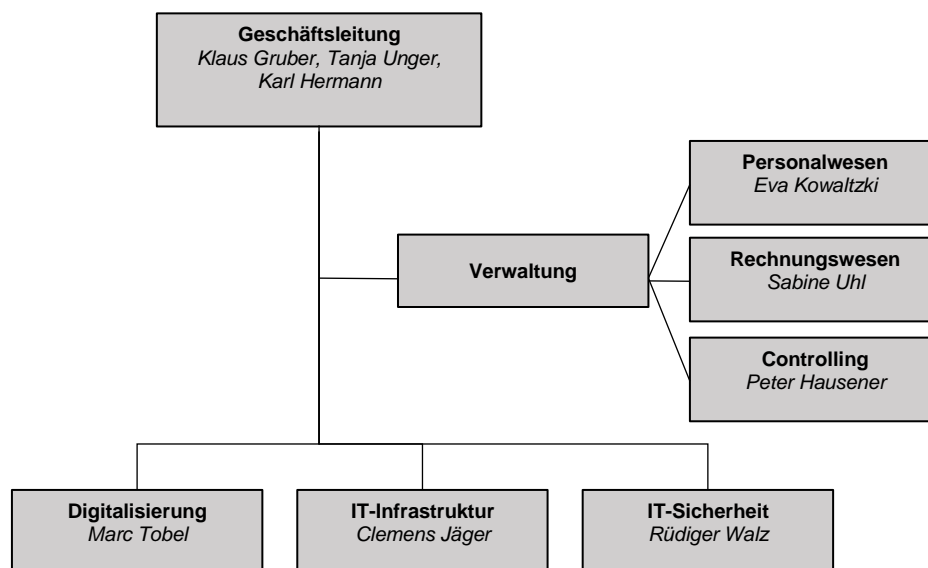 Geschäftsleitung
Klaus Gruber, Tanja Unger,
Karl Hermann
Personalwesen
Eva Kowaltzki
Verwaltung
Rechnungswesen
Sabine Uhl
Controlling
Peter Hausener
Digitalisierung
Marc Tobel
IT-Infrastruktur
Clemens Jäger
IT-Sicherheit
Rüdiger Walz